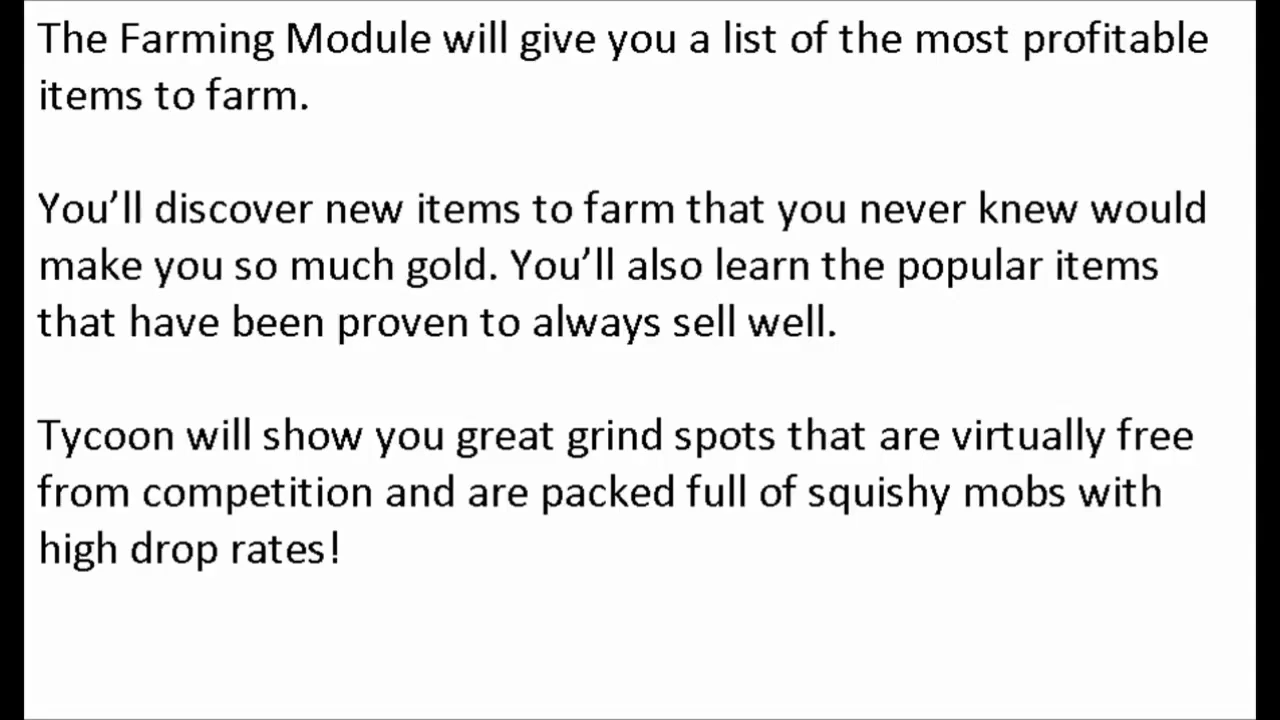 The Farming Module will give you a list of the most profitable
items to farm.
You’ll discover new items to farm that you never knew would
make you so much gold. You’ll also learn the popular items
that have been proven to always sell well.
Tycoon will show you great grind spots that are virtually free
from competition and are packed full of squishy mobs with
high drop rates!